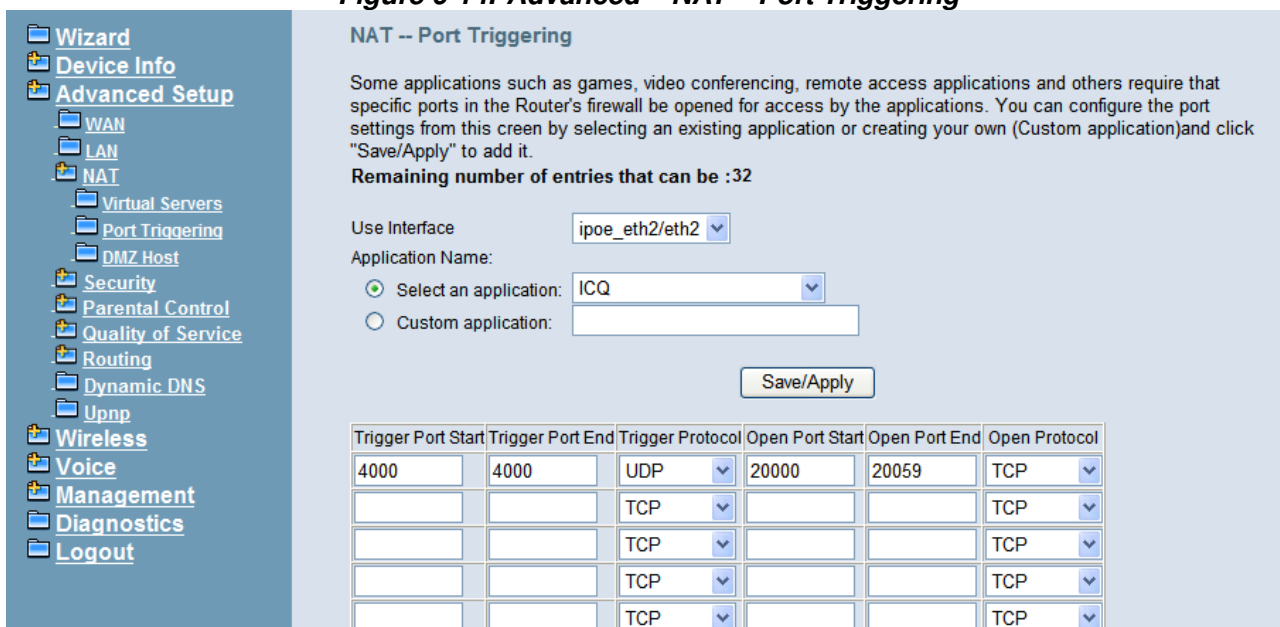 NAT -- Port Triggering
Wizard
Device Info
Advanced Setup
WAN
LAN
NAT
Virtual Servers
Port Triggering
DMZ Host
Security
Parental Control
Quality of Service
Routing
Dynamic DNS
Upnp
Wireless
Voice
Management
Diagnostics
Logout
Some applications such as games, video conferencing, remote access applications and others require that
specific ports in the Router's firewall be opened for access by the applications. You can configure the port
settings from this creen by selecting an existing application or creating your own (Custom application)and click
"Save/Apply" to add it.
Remaining number of entries that can be :32
Use Interface ipoe_eth2/eth2
Application Name:
Select an application: ICQ
Custom application:
Save/Apply
Trigger Port Start Trigger Port End Trigger Protocol Open Port Start Open Port End Open Protocol
4000 4000 UDP 20000 20059 TCP
TCP TCP
TCP TCP
TCP TCP
TCP TCP